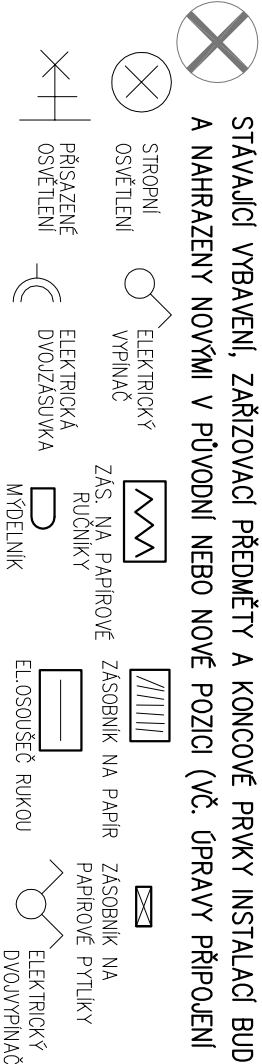 STÁVAJÍCÍ VYBAVENÍ, ZAŘIZOVACÍ PŘEDMĚTY A KONCOVÉ PRVKY INSTALACÍ BUD
A NAHRAZENY NOVÝMI V PŮVODNÍ NEBO NOVÉ POZICI (VČ. ÚPRAVY PŘIPOJENÍ
STROPNÍ
OSVĚTLENÍ
ELEKTRICKÝ
VYPÍNAČ
ZÁS. NA PAPÍROVÉ
RUČNÍKY
ZÁSOBNÍK NA PAPÍR
ZÁSOBNÍK NA
PAPÍROVÉ PYTLÍKY
PŘISAZENÉ
OSVĚTLENÍ
ELEKTRICKÁ
DVOJZÁSUVKA
MÝDELNÍK
EL.OSOUŠEČ RUKOU
ELEKTRICKÝ
DVOJVYPÍNAČ